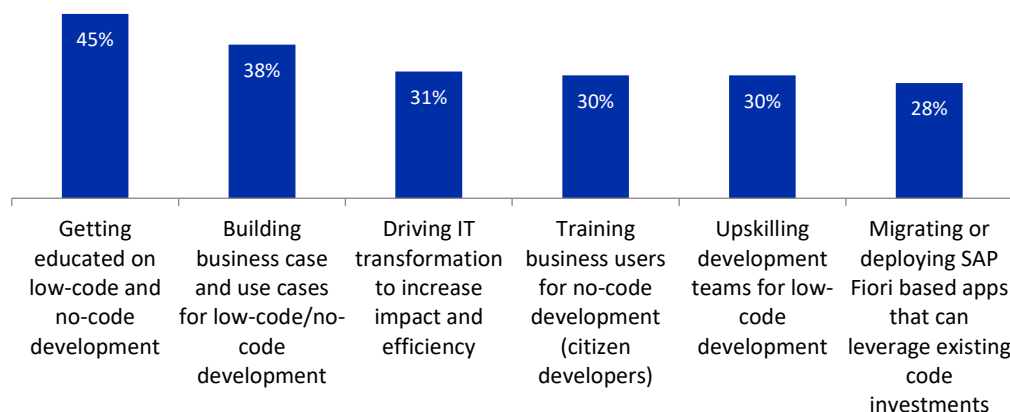 45%
38%
31%
30%
30%
28%
Getting
educated on
low-code and
no-code
development
Building
business case
and use cases
for low-code/no-
code
development
Driving IT
transformation
to increase
impact and
efficiency
Training
business users
for no-code
development
(citizen
developers)
Upskilling
development
teams for low-
code
development
Migrating or
deploying SAP
Fiori based apps
that can
leverage existing
code
investments